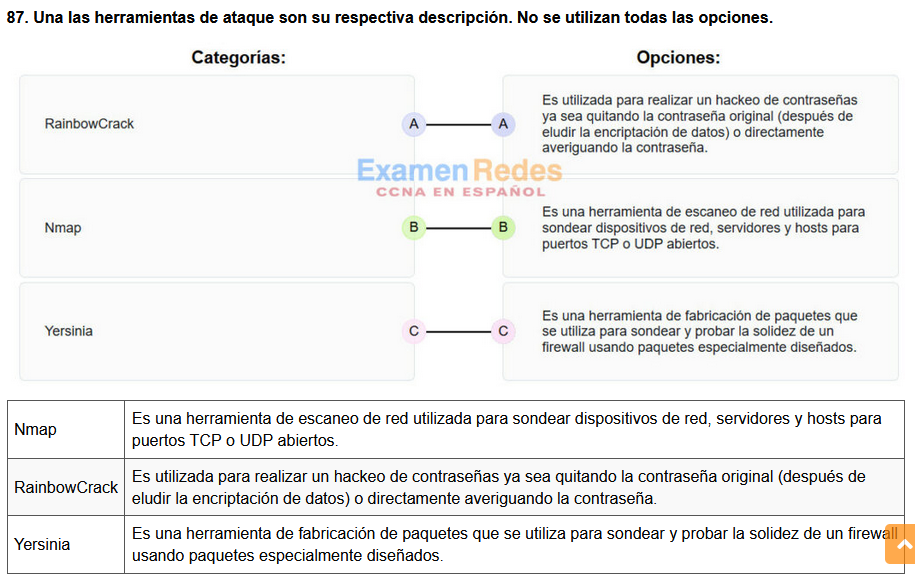 87. Una las herramientas de ataque son su respectiva descripción. No se utilizan todas las opciones.
Categorías:
Opciones:
RainbowCrack
A
A
Es utilizada para realizar un hackeo de contraseñas
ya sea quitando la contraseña original (después de
eludir la encriptación de datos) o directamente
averiguando la contraseña.
ExamenRedes
CCNA EN ESPAÑOL
Nmap
B
B
Es una herramienta de escaneo de red utilizada para
sondear dispositivos de red, servidores y hosts para
puertos TCP o UDP abiertos.
Yersinia
C
C
Es una herramienta de fabricación de paquetes que
se utiliza para sondear y probar la solidez de un
firewall usando paquetes especialmente diseñados.
Nmap
Es una herramienta de escaneo de red utilizada para sondear dispositivos de red, servidores y hosts para
puertos TCP o UDP abiertos.
RainbowCrack
Es utilizada para realizar un hackeo de contraseñas ya sea quitando la contraseña original (después de
eludir la encriptación de datos) o directamente averiguando la contraseña.
Yersinia
Es una herramienta de fabricación de paquetes que se utiliza para sondear y probar la solidez de un firewall
usando paquetes especialmente diseñados.